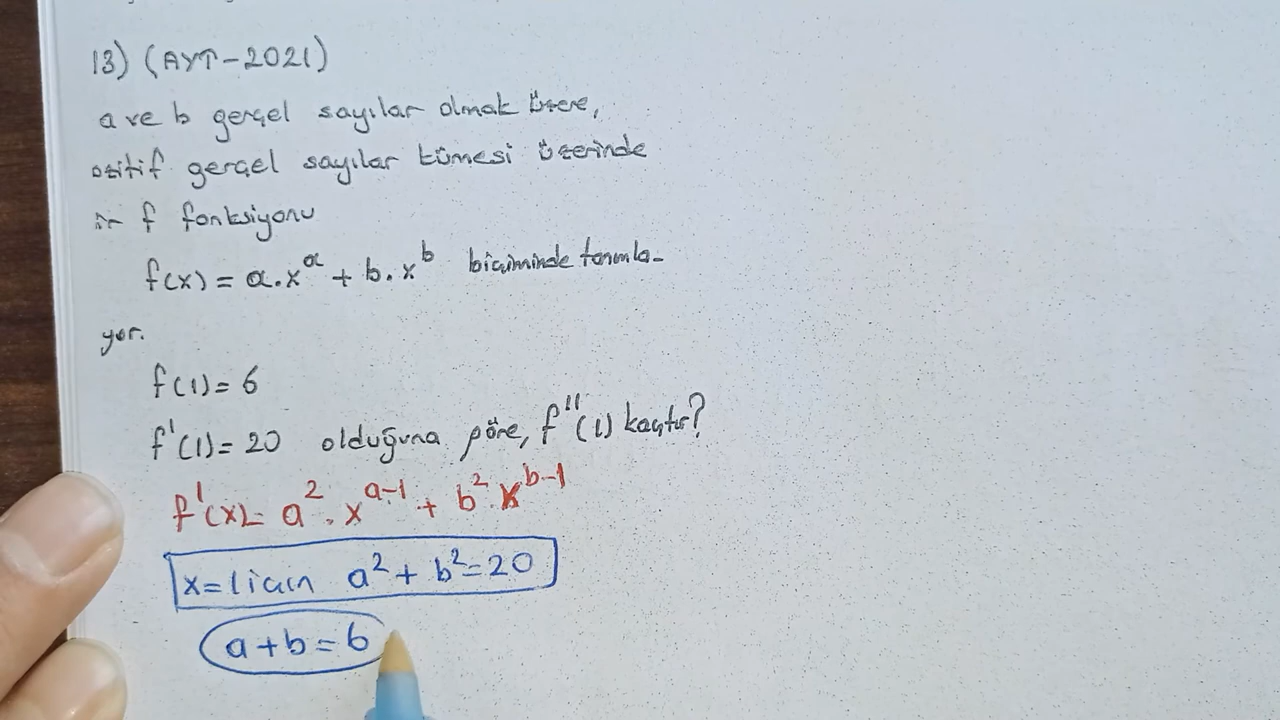 13) (AYT-2021)
a ve b gerçel sayılar olmak üzere,
ozitif gerçel sayılar kümesi üzerinde
ir f fonksiyonu
f(x) = a.x^a + b.x^b biçiminde tanımla-
yor.
f(1) = 6
f'(1) = 20 olduğuna göre, f''(1) kaçtır?
f'(x) = a^2 . x^a-1 + b^2 . x^b-1
x=1 için a^2 + b^2 = 20
a+b=6